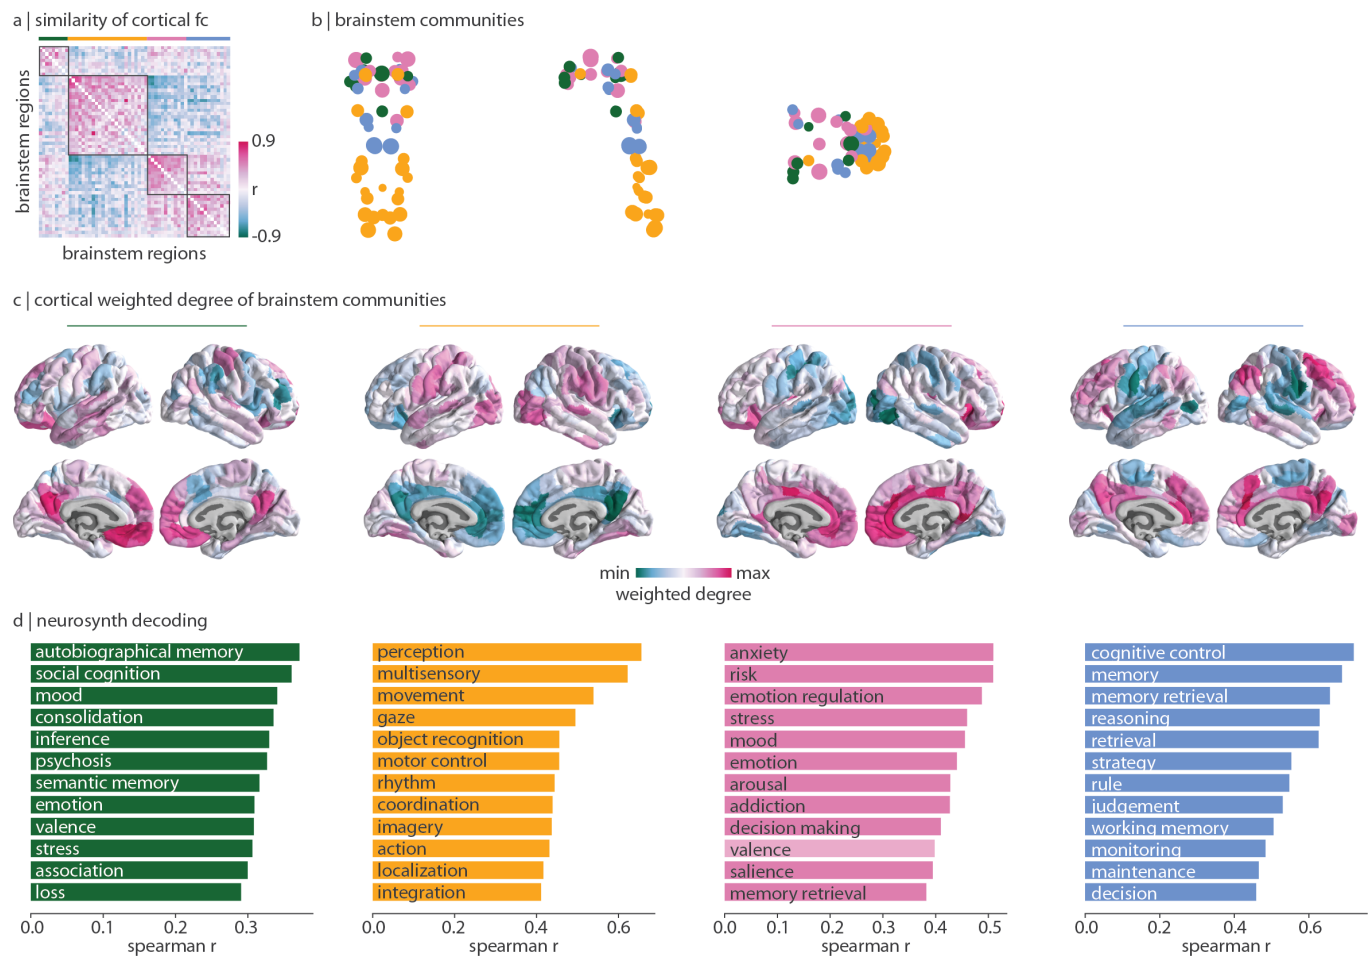 a | similarity of cortical fc
b | brainstem communities
brainstem regions
0.9
r
-0.9
brainstem regions
c | cortical weighted degree of brainstem communities
min max
weighted degree
d | neurosynth decoding
autobiographical memory
social cognition
mood
consolidation
inference
psychosis
semantic memory
emotion
valence
stress
association
loss
0.0 0.1 0.2 0.3
spearman r
perception
multisensory
movement
gaze
object recognition
motor control
rhythm
coordination
imagery
action
localization
integration
0.0 0.2 0.4 0.6
spearman r
anxiety
risk
emotion regulation
stress
mood
emotion
arousal
addiction
decision making
valence
salience
memory retrieval
0.0 0.1 0.2 0.3 0.4 0.5
spearman r
cognitive control
memory
memory retrieval
reasoning
retrieval
strategy
rule
judgement
working memory
monitoring
maintenance
decision
0.0 0.2 0.4 0.6
spearman r